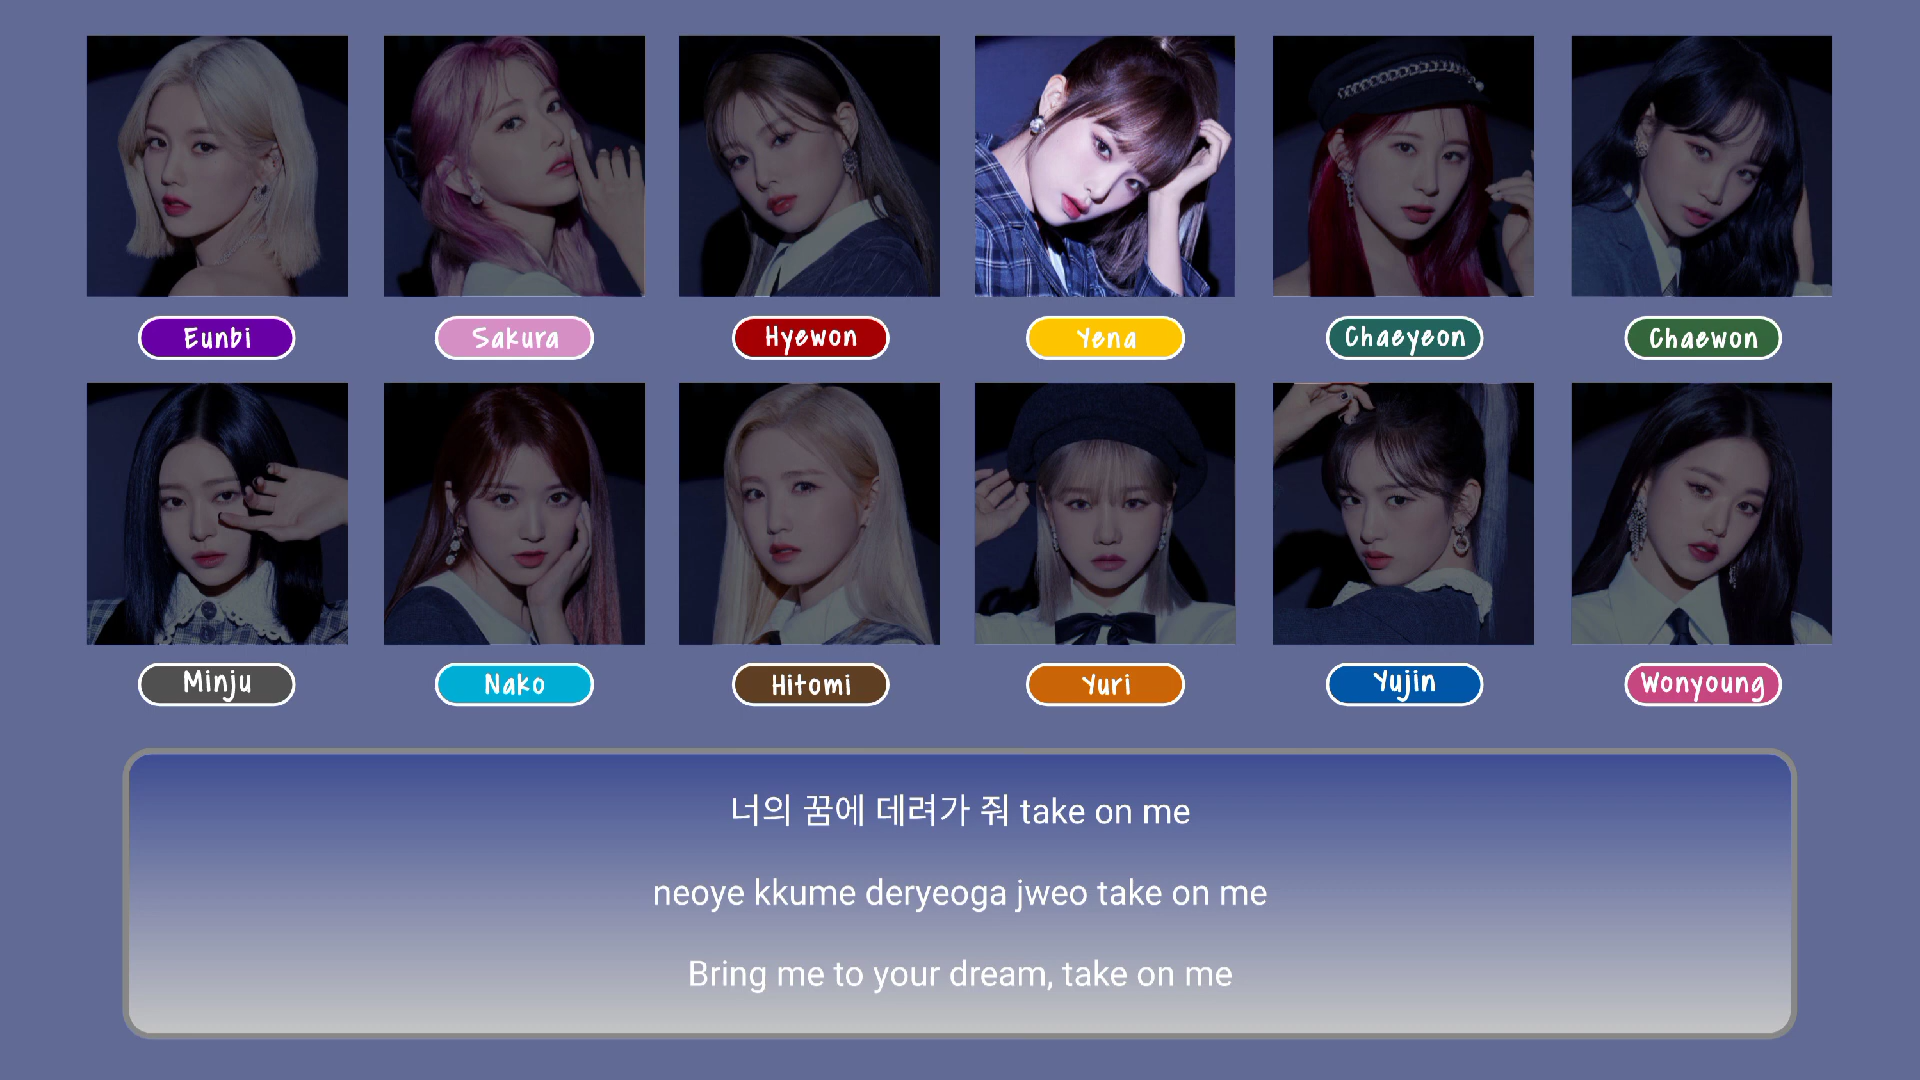 Eunbi
Sakura
Hyewon
Yena
Chaeyeon
Chaewon
Minju
Nako
Hitomi
Yuri
Yujin
Wonyoung
너의 꿈에 데려가 줘 take on me
neoye kkume deryeoga jweo take on me
Bring me to your dream, take on me